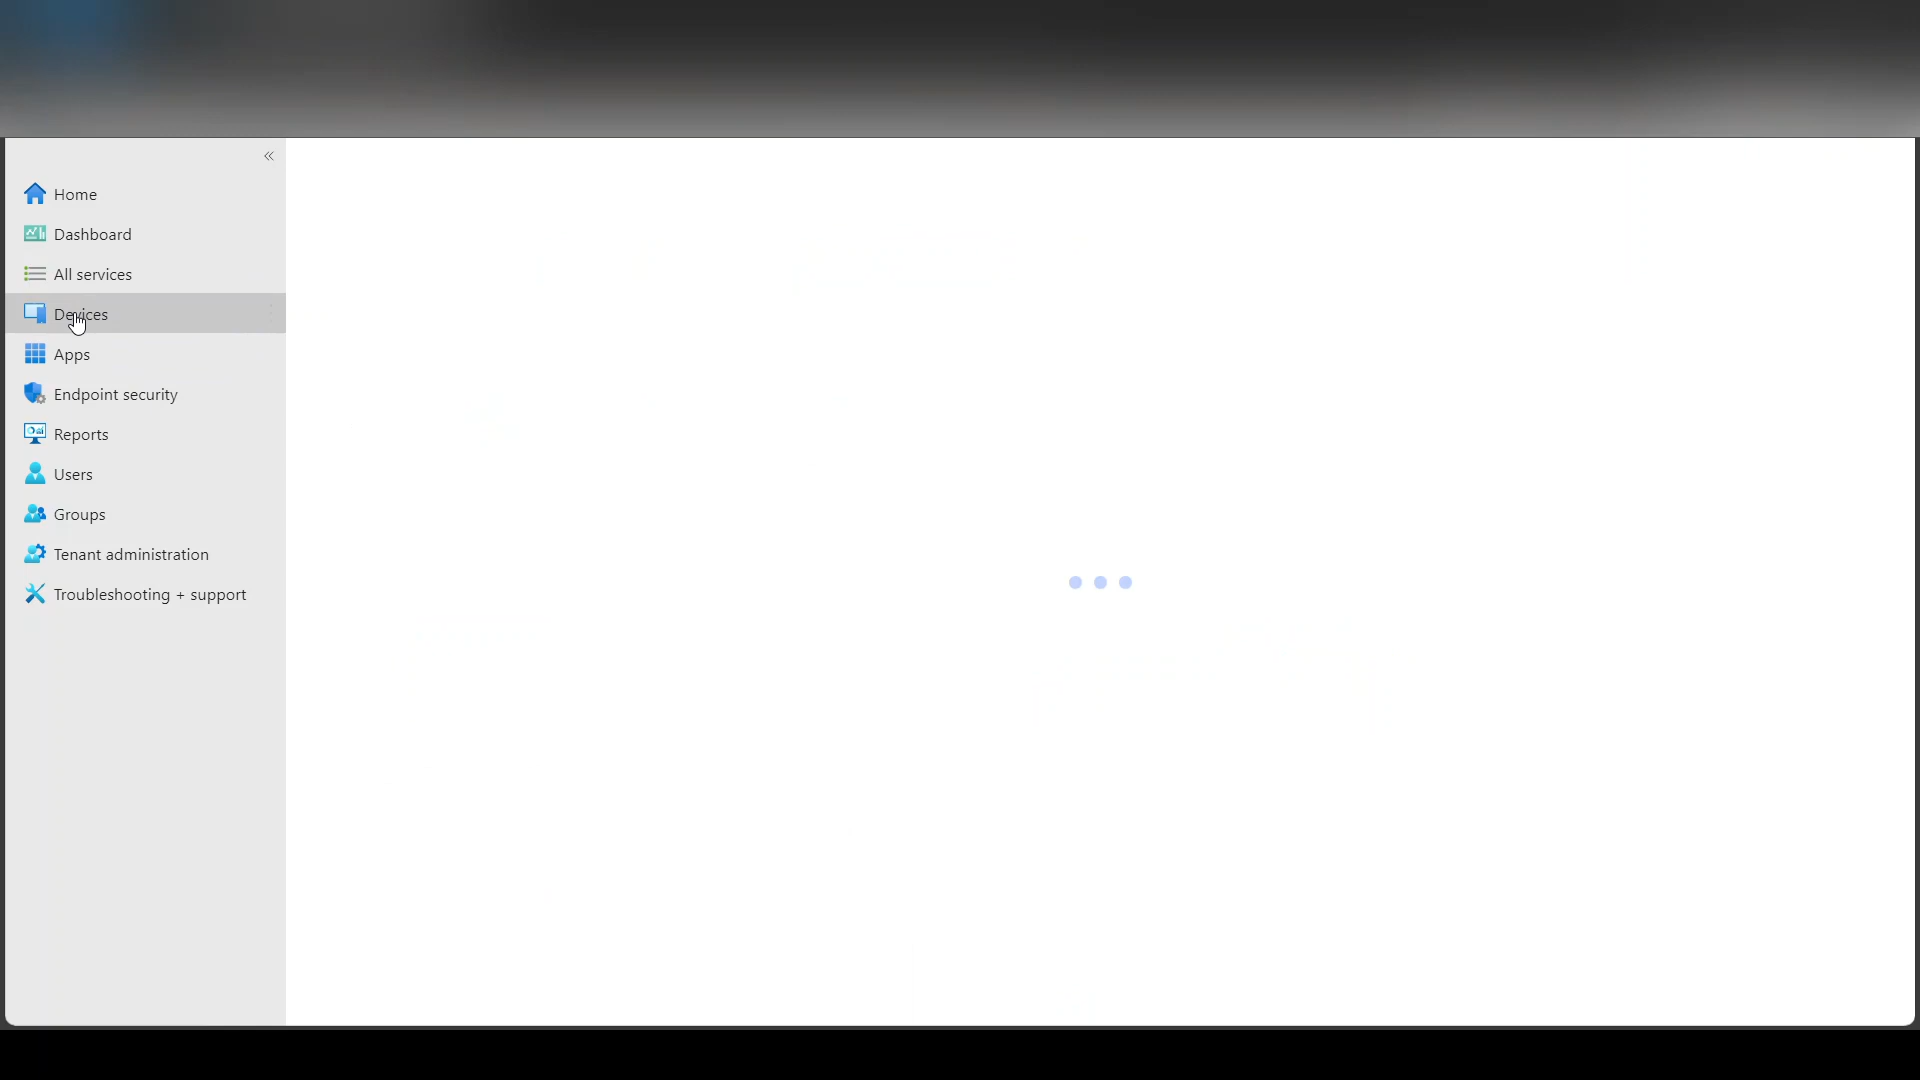 Home
Dashboard
All services
Devices
Apps
Endpoint security
Reports
Users
Groups
Tenant administration
Troubleshooting + support